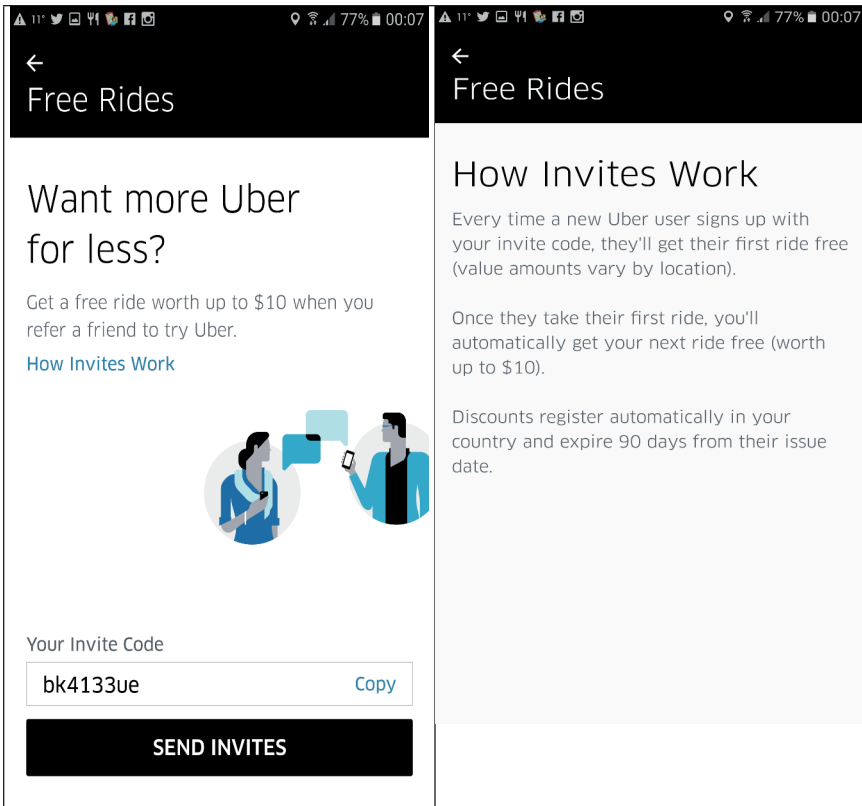 11° 77% 00:07
Free Rides
Want more Uber
for less?
Get a free ride worth up to $10 when you
refer a friend to try Uber.
How Invites Work
Your Invite Code
bk4133ue Copy
SEND INVITES
11° 77% 00:07
Free Rides
How Invites Work
Every time a new Uber user signs up with
your invite code, they'll get their first ride free
(value amounts vary by location).
Once they take their first ride, you'll
automatically get your next ride free (worth
up to $10).
Discounts register automatically in your
country and expire 90 days from their issue
date.